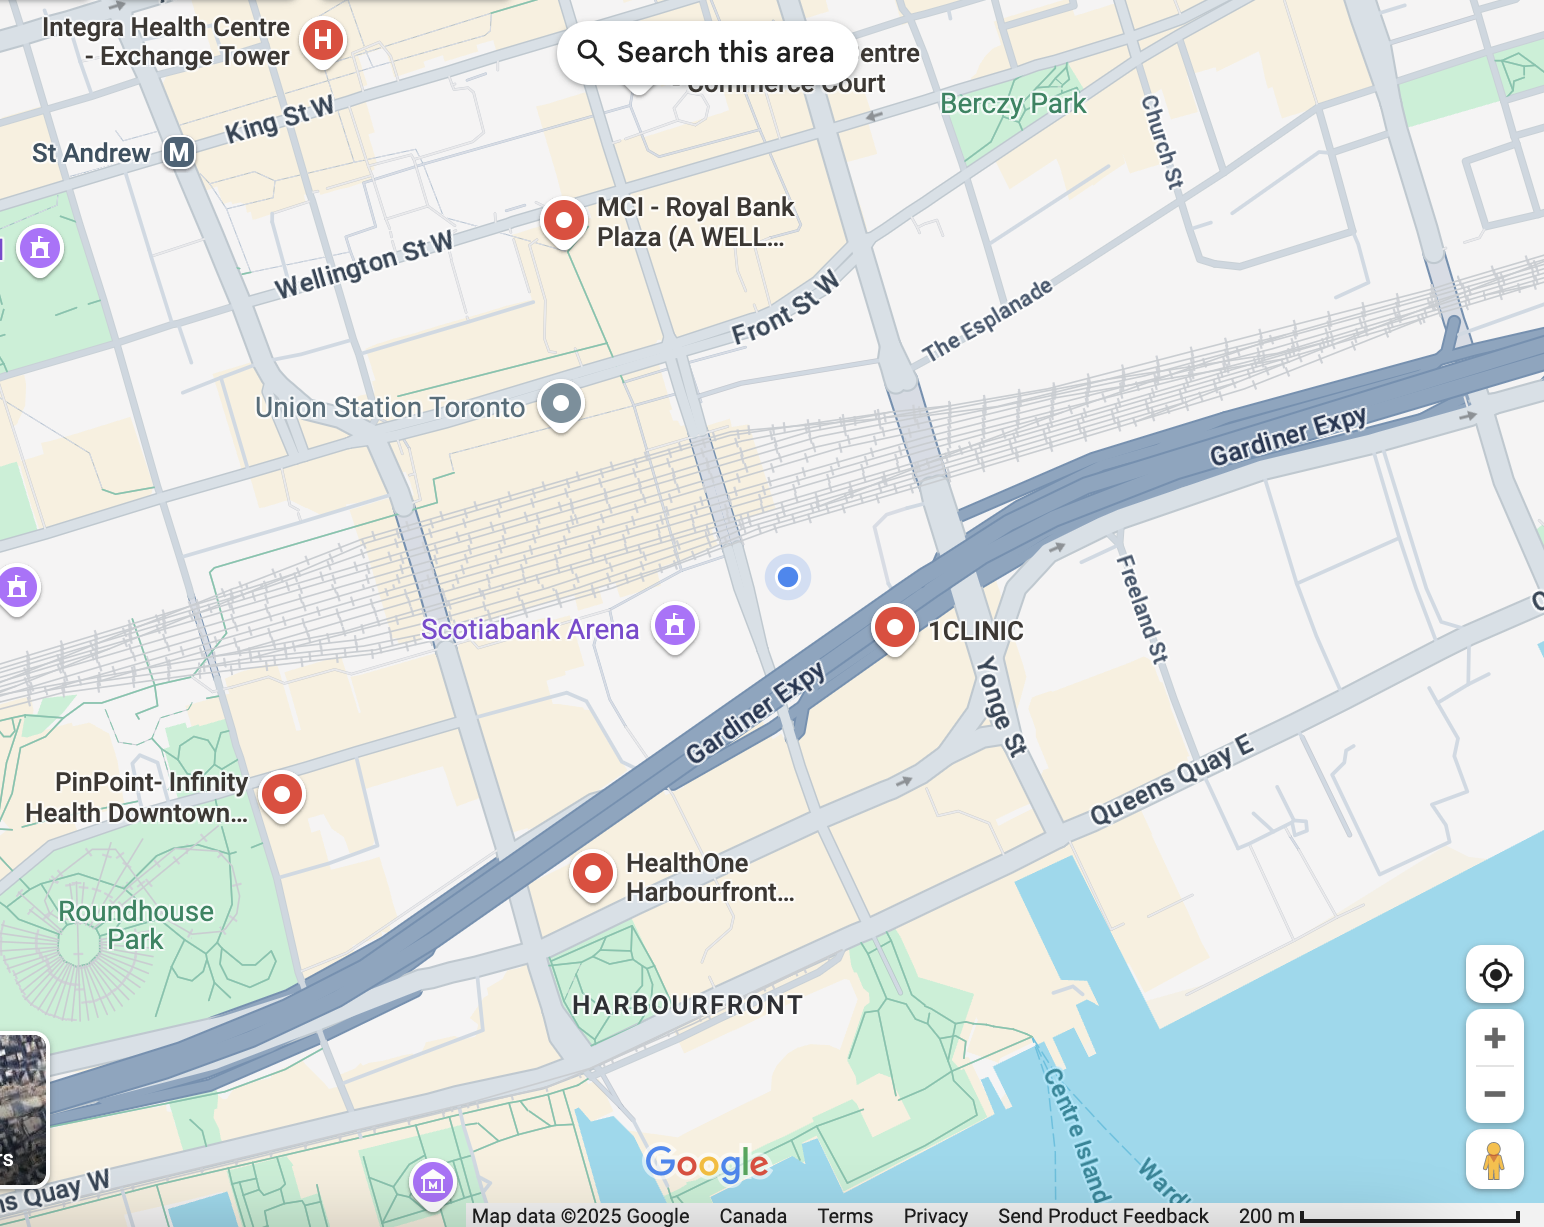 Integra Health Centre
- Exchange Tower
H
Search this area
entre
Commerce Court
Berczy Park
Church St
King St W
St Andrew
M
MCI - Royal Bank
Plaza (A WELL...
Wellington St W
Front St W
The Esplanade
Union Station Toronto
Gardiner Expy
Freland St
Scotiabank Arena
1CLINIC
Gardiner Expy
Yonge St
Queens Quay E
PinPoint- Infinity
Health Downtown...
HealthOne
Harbourfront...
Roundhouse
Park
HARBOURFRONT
Centre Island
Ward'
rs
ns Quay W
M
Google
Map data ©2025 Google
Canada
Terms
Privacy
Send Product Feedback
200 m